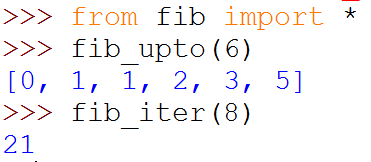 >>> from fib import *
>>> fib_upto(6)
[0, 1, 1, 2, 3, 5]
>>> fib_iter(8)
21